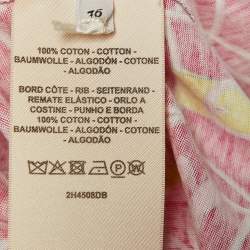 36
100% COTON - COTTON -
BAUMWOLLE - ALGODÓN - COTONE
- ALGODÃO
BORD CÔTE - RIB - SEITENRAND -
REMATE ELÁSTICO - ORLO A
COSTINE - PUNHO E BORDA
100% COTON - COTTON -
BAUMWOLLE - ALGODÓN - COTONE
- ALGODÃO
2H4508DB